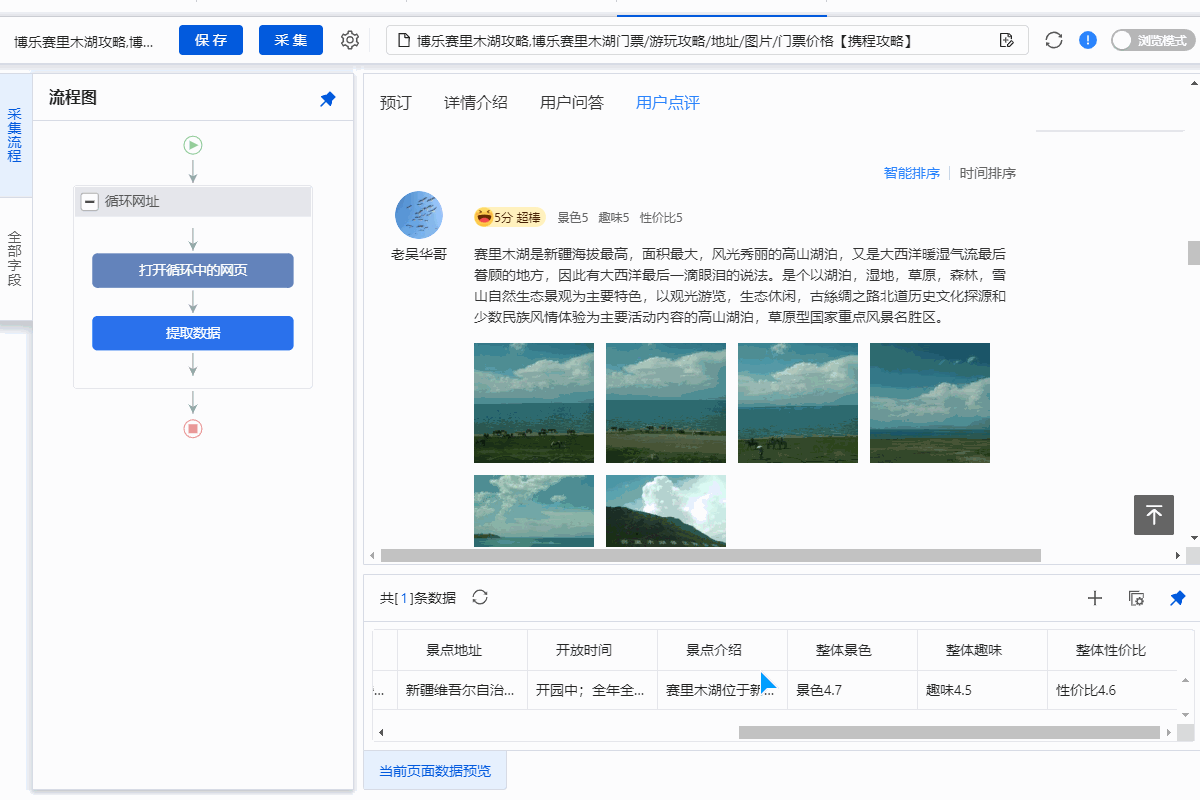 博乐赛里木湖攻略,博...
保存
采集
博乐赛里木湖攻略,博乐赛里木湖门票/游玩攻略/地址/图片/门票价格【携程攻略】
浏览模式
采集流程
全部字段
流程图
循环网址
打开循环中的网页
提取数据
预订
详情介绍
用户问答
用户点评
智能排序
时间排序
老吴华哥
5分 超棒
景色5 趣味5 性价比5
赛里木湖是新疆海拔最高，面积最大，风光秀丽的高山湖泊，又是大西洋暖湿气流最后
眷顾的地方，因此有大西洋最后一滴眼泪的说法。是个以湖泊，湿地，草原，森林，雪
山自然生态景观为主要特色，以观光游览，生态休闲，古絲绸之路北道历史文化探源和
少数民族风情体验为主要活动内容的高山湖泊，草原型国家重点风景名胜区。
共[1]条数据
景点地址
开放时间
景点介绍
整体景色
整体趣味
整体性价比
新疆维吾尔自治...
开园中；全年全...
赛里木湖位于新...
景色4.7
趣味4.5
性价比4.6
当前页面数据预览